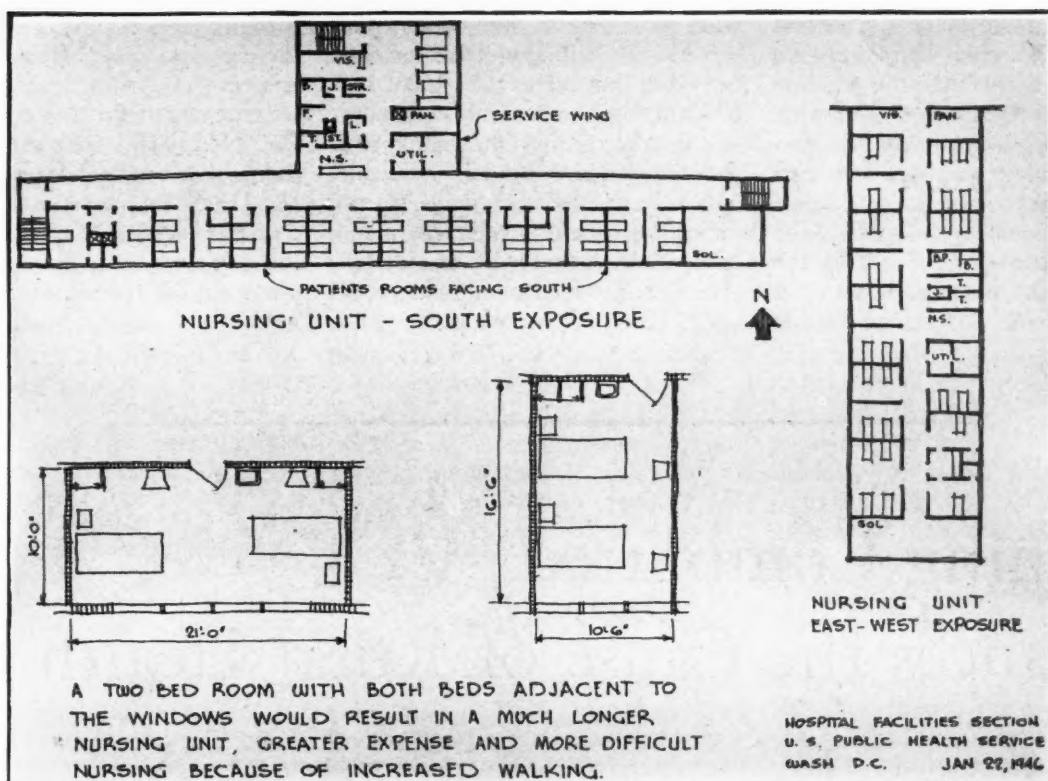 VIS.
D.
J.
STR.
F.
L.
PAN.
T.
ST.
SERVICE WING
N.S.
UTIL.
SOL.
PATIENTS ROOMS FACING SOUTH
NURSING UNIT - SOUTH EXPOSURE
N
VIS.
PAN.
B.P.
B.
T.
J.
T.
N.S.
UTIL.
SOL.
NURSING UNIT
EAST-WEST EXPOSURE
10'-0"
21'-0"
16'-6"
10'-6"
A TWO BED ROOM WITH BOTH BEDS ADJACENT TO
THE WINDOWS WOULD RESULT IN A MUCH LONGER
NURSING UNIT, GREATER EXPENSE AND MORE DIFFICULT
NURSING BECAUSE OF INCREASED WALKING.
HOSPITAL FACILITIES SECTION
U. S. PUBLIC HEALTH SERVICE
WASH D.C. JAN 22, 1946